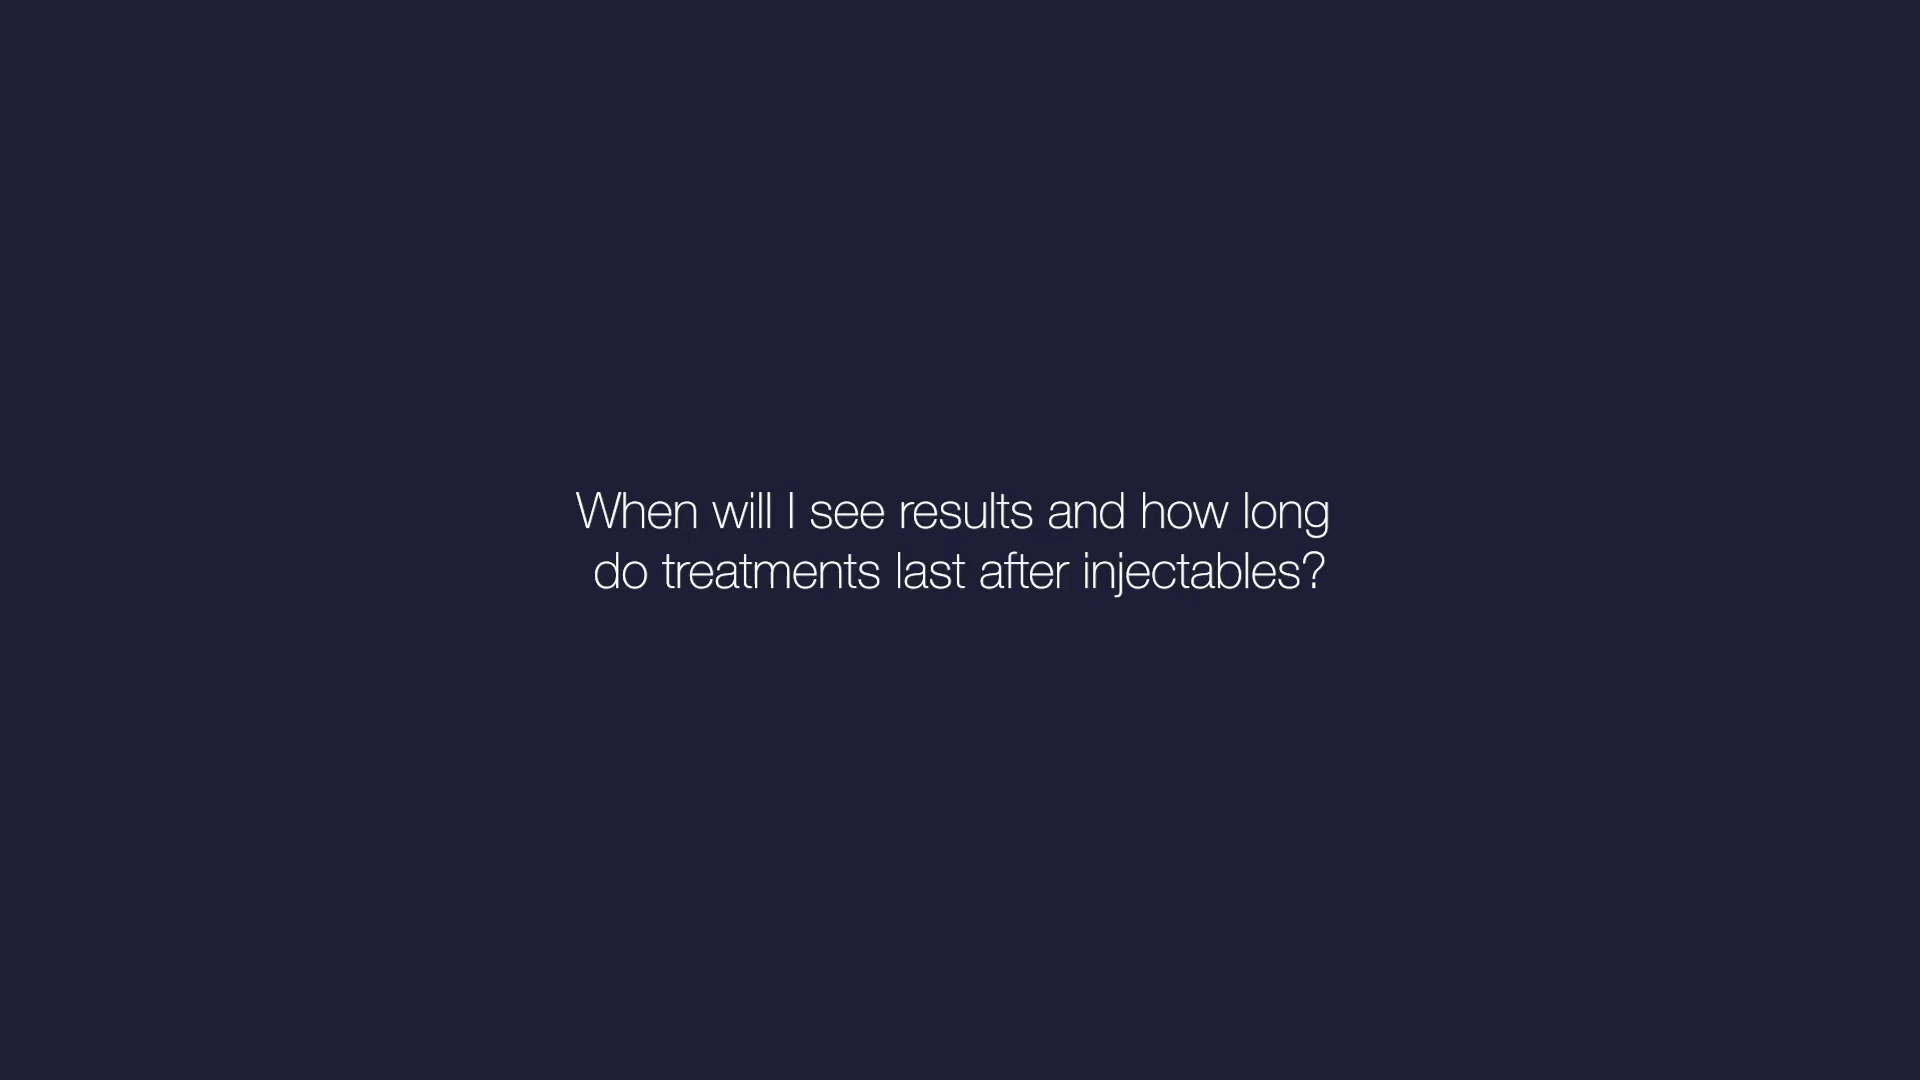 When will I see results and how long
do treatments last after injectables?